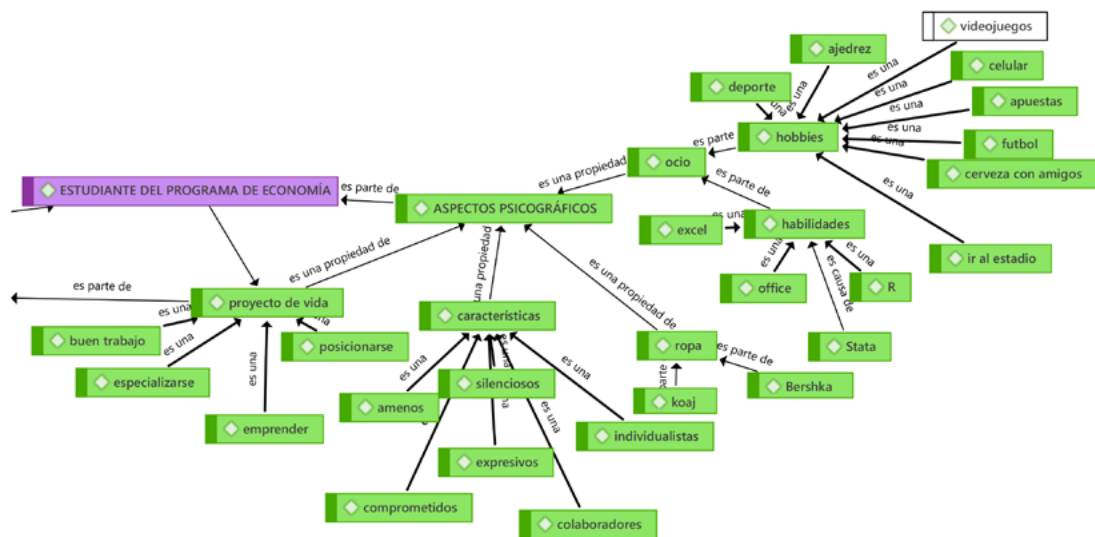 videojuegos
ajedrez
es una
celular
deporte
es una
es una
una
es una
apuestas
es una
hobbies
es una
futbol
es parte
ocio
cerveza con amigos
es una propiedad
ESTUDIANTE DEL PROGRAMA DE ECONOMÍA
es parte de
es parte de
es una
ASPECTOS PSICOGRÁFICOS
excel
es una
habilidades
es una
es una
ir al estadio
es una propiedad de
una propiedad
es una propiedad de
es causa de
office
R
es parte de
proyecto de vida
es una
una
características
buen trabajo
posicionarse
es una
ropa
es parte de
Stata
es una
es una
es una
especializarse
silenciosos
parte
Bershka
es una
amenos
una
es una
koaj
emprender
individualistas
expresivos
comprometidos
colaboradores